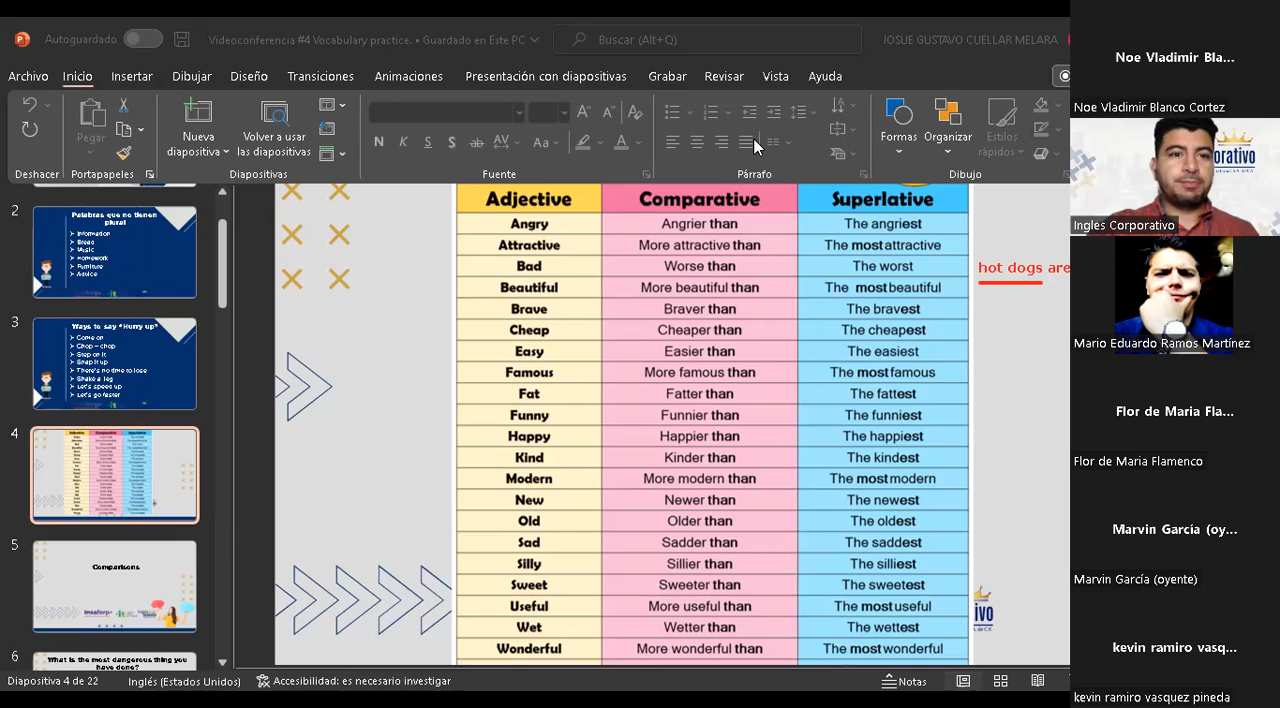 Autoguardado
Videoconferencia #4 Vocabulary practice. • Guardado en Este PC
Buscar (Alt+Q)
JOSUE GUSTAVO CUELLAR MELARA
Archivo Inicio Insertar Dibujar Diseño Transiciones Animaciones Presentación con diapositivas Grabar Revisar Vista Ayuda
Pegar
Nueva diapositiva
Volver a usar las diapositivas
N K S S ab AV Aa A
Formas
Organizar
Estilos rápidos
Deshacer Portapapeles Diapositivas Fuente Párrafo Dibujo
2
Palabras que no tienen plural
Information
Bread
Music
Homework
Furniture
Advice
3
Ways to say "Hurry up"
Come on
Chop – chop
Step on it
Snap it up
There's no time to lose
Shake a leg
Let's speed up
Let's go faster
4
5
Comparisons
Insaforp
6
What is the most dangerous thing you have done?
Adjective Comparative Superlative
Angry Angrier than The angriest
Attractive More attractive than The most attractive
Bad Worse than The worst
Beautiful More beautiful than The most beautiful
Brave Braver than The bravest
Cheap Cheaper than The cheapest
Easy Easier than The easiest
Famous More famous than The most famous
Fat Fatter than The fattest
Funny Funnier than The funniest
Happy Happier than The happiest
Kind Kinder than The kindest
Modern More modern than The most modern
New Newer than The newest
Old Older than The oldest
Sad Sadder than The saddest
Silly Sillier than The silliest
Sweet Sweeter than The sweetest
Useful More useful than The most useful
Wet Wetter than The wettest
Wonderful More wonderful than The most wonderful
hot dogs are
Diapositiva 4 de 22 Inglés (Estados Unidos) Accesibilidad: es necesario investigar Notas
Noe Vladimir Bla...
Noe Vladimir Blanco Cortez
Ingles Corporativo
Mario Eduardo Ramos Martínez
Flor de Maria Fla...
Flor de Maria Flamenco
Marvin García (oy...
Marvin García (oyente)
kevin ramiro vasq...
kevin ramiro vasquez pineda